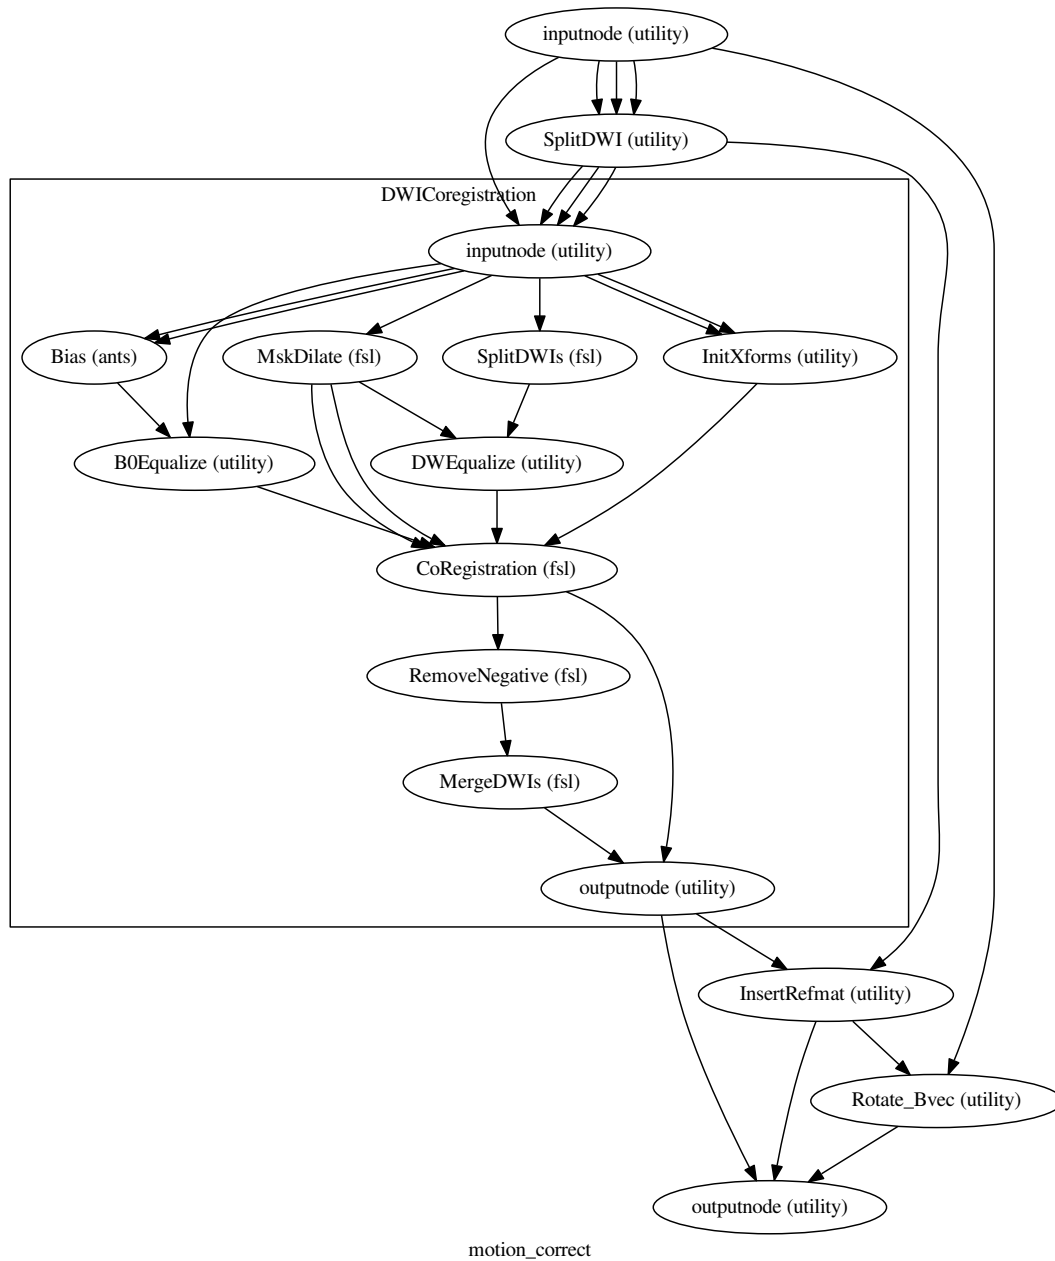 inputnode (utility)
SplitDWI (utility)
DWICoregistration
inputnode (utility)
Bias (ants)
MskDilate (fsl)
SplitDWIs (fsl)
InitXforms (utility)
B0Equalize (utility)
DWEqualize (utility)
CoRegistration (fsl)
RemoveNegative (fsl)
MergeDWIs (fsl)
outputnode (utility)
InsertRefmat (utility)
Rotate_Bvec (utility)
outputnode (utility)
motion_correct